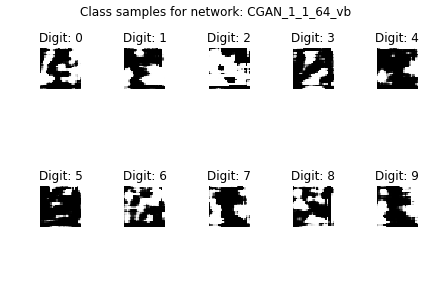 Class samples for network: CGAN_1_1_64_vb
Digit: 0 Digit: 1 Digit: 2 Digit: 3 Digit: 4
Digit: 5 Digit: 6 Digit: 7 Digit: 8 Digit: 9